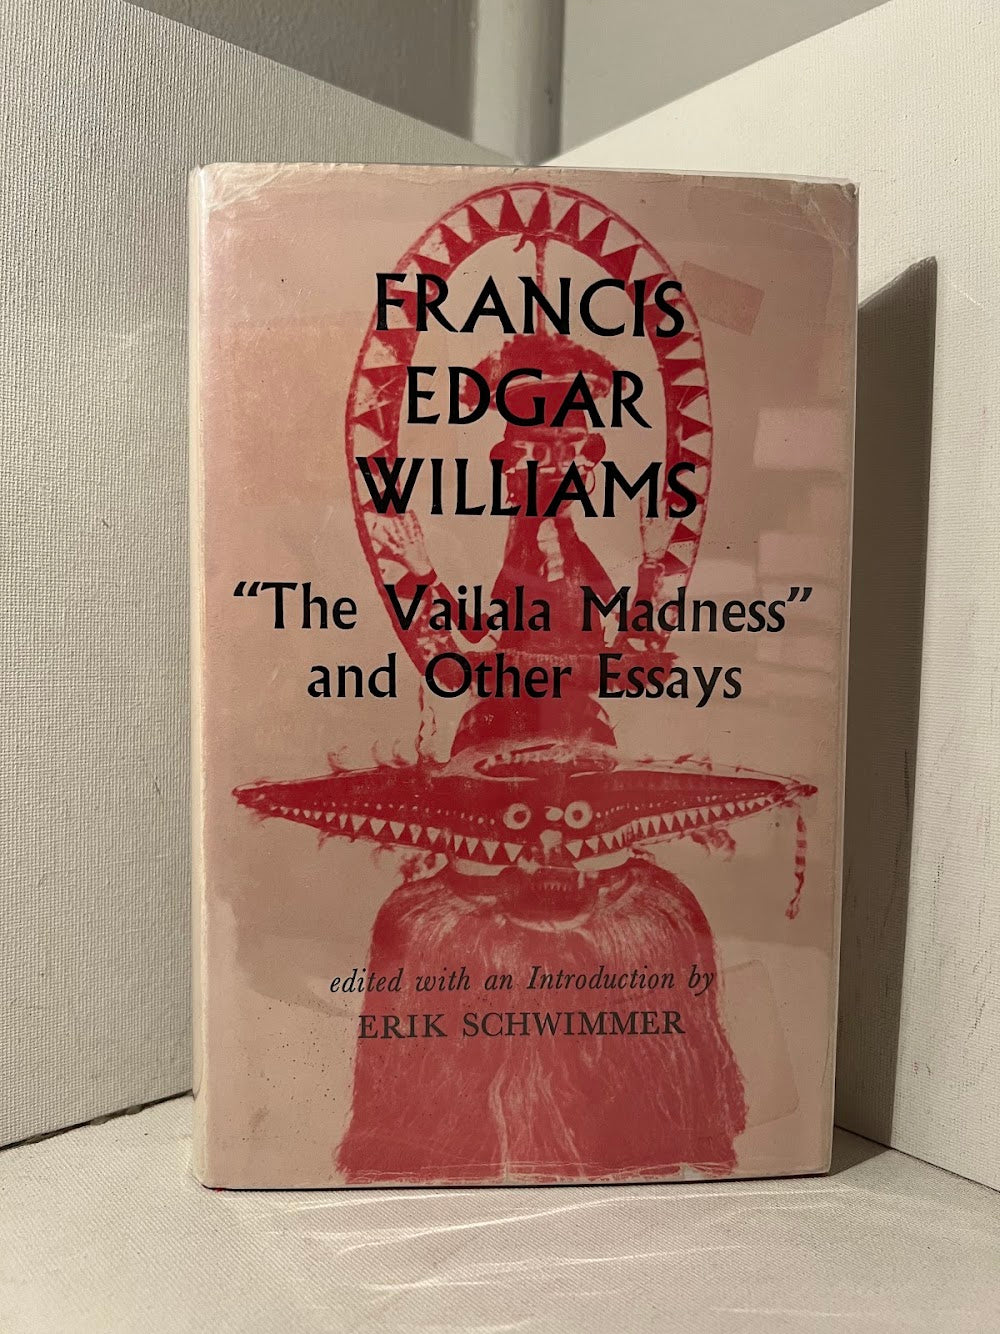 FRANCIS
EDGAR
WILLIAMS
“The Vailala Madness”
and Other Essays
edited with an Introduction by
ERIK SCHWIMMER